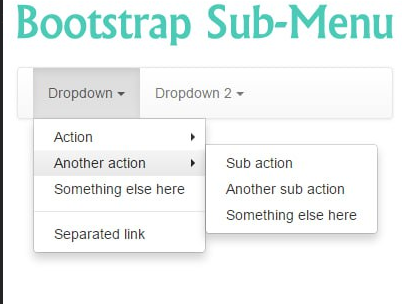 Bootstrap Sub-Menu
Dropdown Dropdown 2
Action
Another action
Something else here
Separated link
Sub action
Another sub action
Something else here